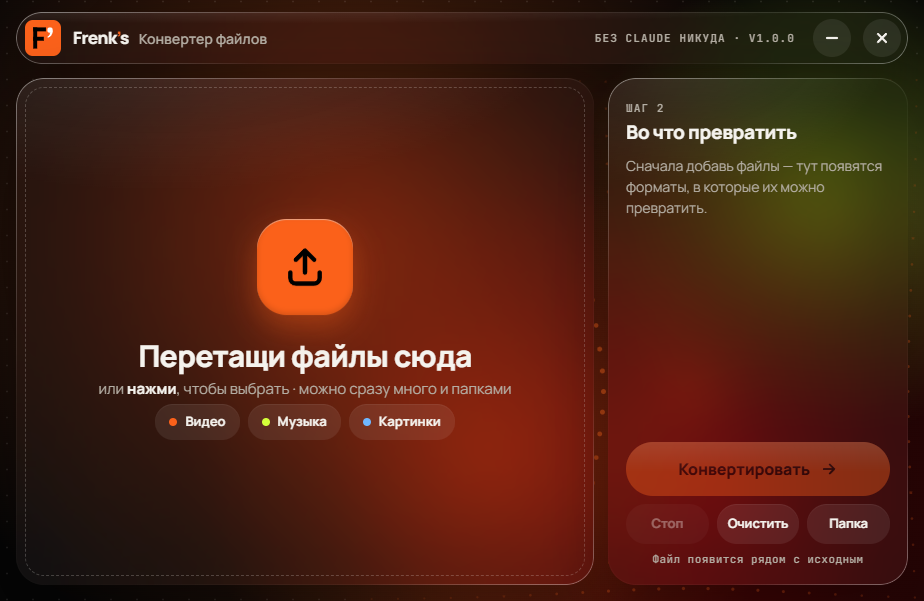 F’
Frenk’s Конвертер файлов
БЕЗ CLAUDE НИКУДА · V1.0.0
Перетащи файлы сюда
или нажми, чтобы выбрать · можно сразу много и папками
Видео
Музыка
Картинки
ШАГ 2
Во что превратить
Сначала добавь файлы — тут появятся
форматы, в которые их можно
превратить.
Конвертировать →
Стоп
Очистить
Папка
Файл появится рядом с исходным